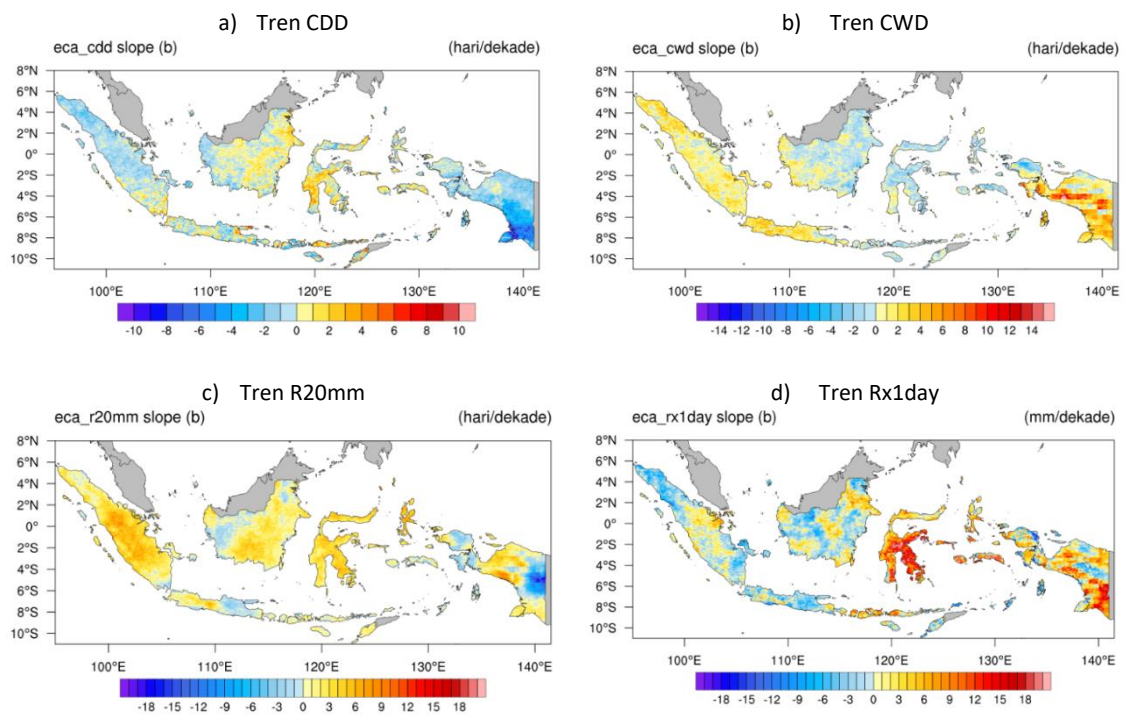 a) Tren CDD
eca_cdd slope (b) (hari/dekade)
8°N
6°N
4°N
2°N
0°
2°S
4°S
6°S
8°S
10°S
100°E 110°E 120°E 130°E 140°E
-10 -8 -6 -4 -2 0 2 4 6 8 10
b) Tren CWD
eca_cwd slope (b) (hari/dekade)
8°N
6°N
4°N
2°N
0°
2°S
4°S
6°S
8°S
10°S
100°E 110°E 120°E 130°E 140°E
-14 -12 -10 -8 -6 -4 -2 0 2 4 6 8 10 12 14
c) Tren R20mm
eca_r20mm slope (b) (hari/dekade)
8°N
6°N
4°N
2°N
0°
2°S
4°S
6°S
8°S
10°S
100°E 110°E 120°E 130°E 140°E
-18 -15 -12 -9 -6 -3 0 3 6 9 12 15 18
d) Tren Rx1day
eca_rx1day slope (b) (mm/dekade)
8°N
6°N
4°N
2°N
0°
2°S
4°S
6°S
8°S
10°S
100°E 110°E 120°E 130°E 140°E
-18 -15 -12 -9 -6 -3 0 3 6 9 12 15 18